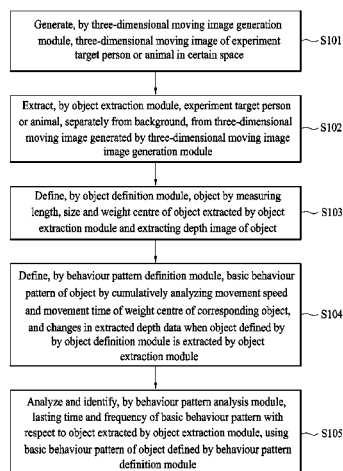 Generate, by three-dimensional moving image generation
module, three-dimensional moving image of experiment
target person or animal in certain space
S101
Extract, by object extraction module, experiment target person
or animal, separately from background, from three-dimensional
moving image generated by three-dimensional moving image
image generation module
S102
Define, by object definition module, object by measuring
length, size and weight centre of object extracted by object
extraction module and extracting depth image of object
S103
Define, by behaviour pattern definition module, basic behaviour
pattern of object by cumulatively analyzing movement speed
and movement time of weight centre of corresponding object,
and changes in extracted depth data when object defined by
by object definition module is extracted by object
extraction module
S104
Analyze and identify, by behaviour pattern analysis module,
lasting time and frequency of basic behaviour pattern with
respect to object extracted by object extraction module, using
basic behaviour pattern of object defined by behaviour pattern
definition module
S105